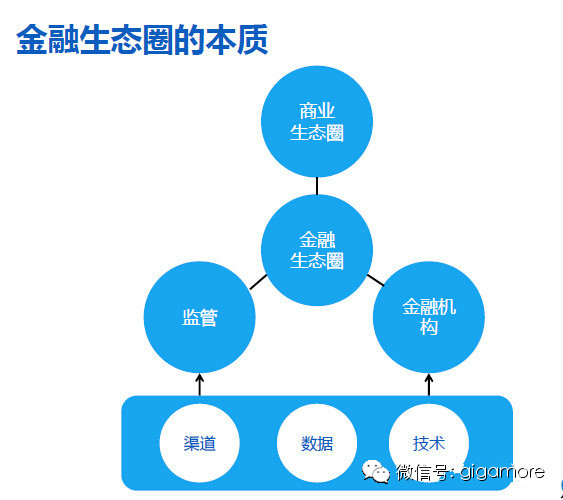 金融生态圈的本质
商业
生态圈
金融
生态圈
监管
金融机
构
渠道
数据
技术
微信号: gigamore